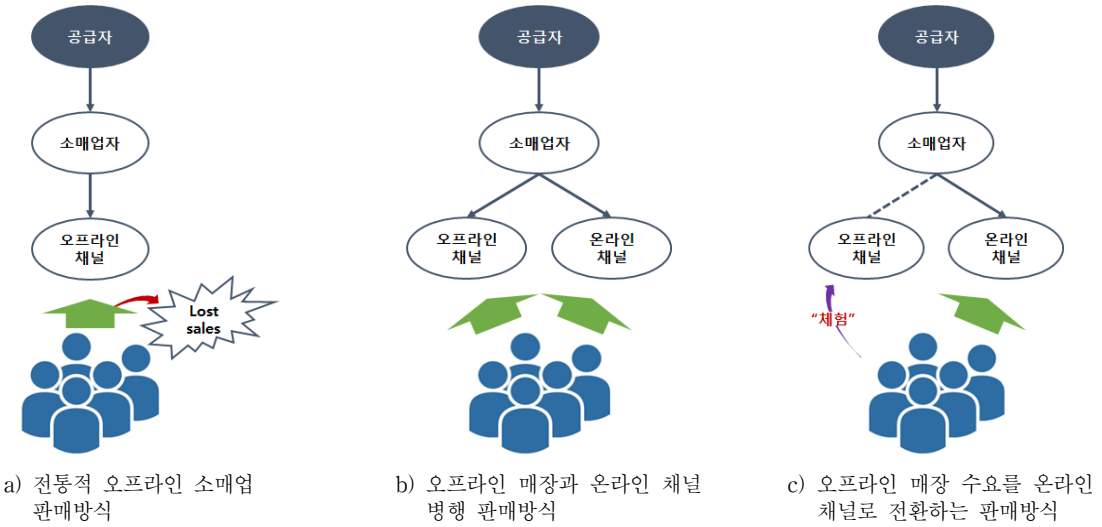 공급자
소매업자
오프라인
채널
Lost
sales
a) 전통적 오프라인 소매업
판매방식
공급자
소매업자
오프라인
채널
온라인
채널
b) 오프라인 매장과 온라인 채널
병행 판매방식
공급자
소매업자
오프라인
채널
온라인
채널
“체험”
c) 오프라인 매장 수요를 온라인
채널로 전환하는 판매방식